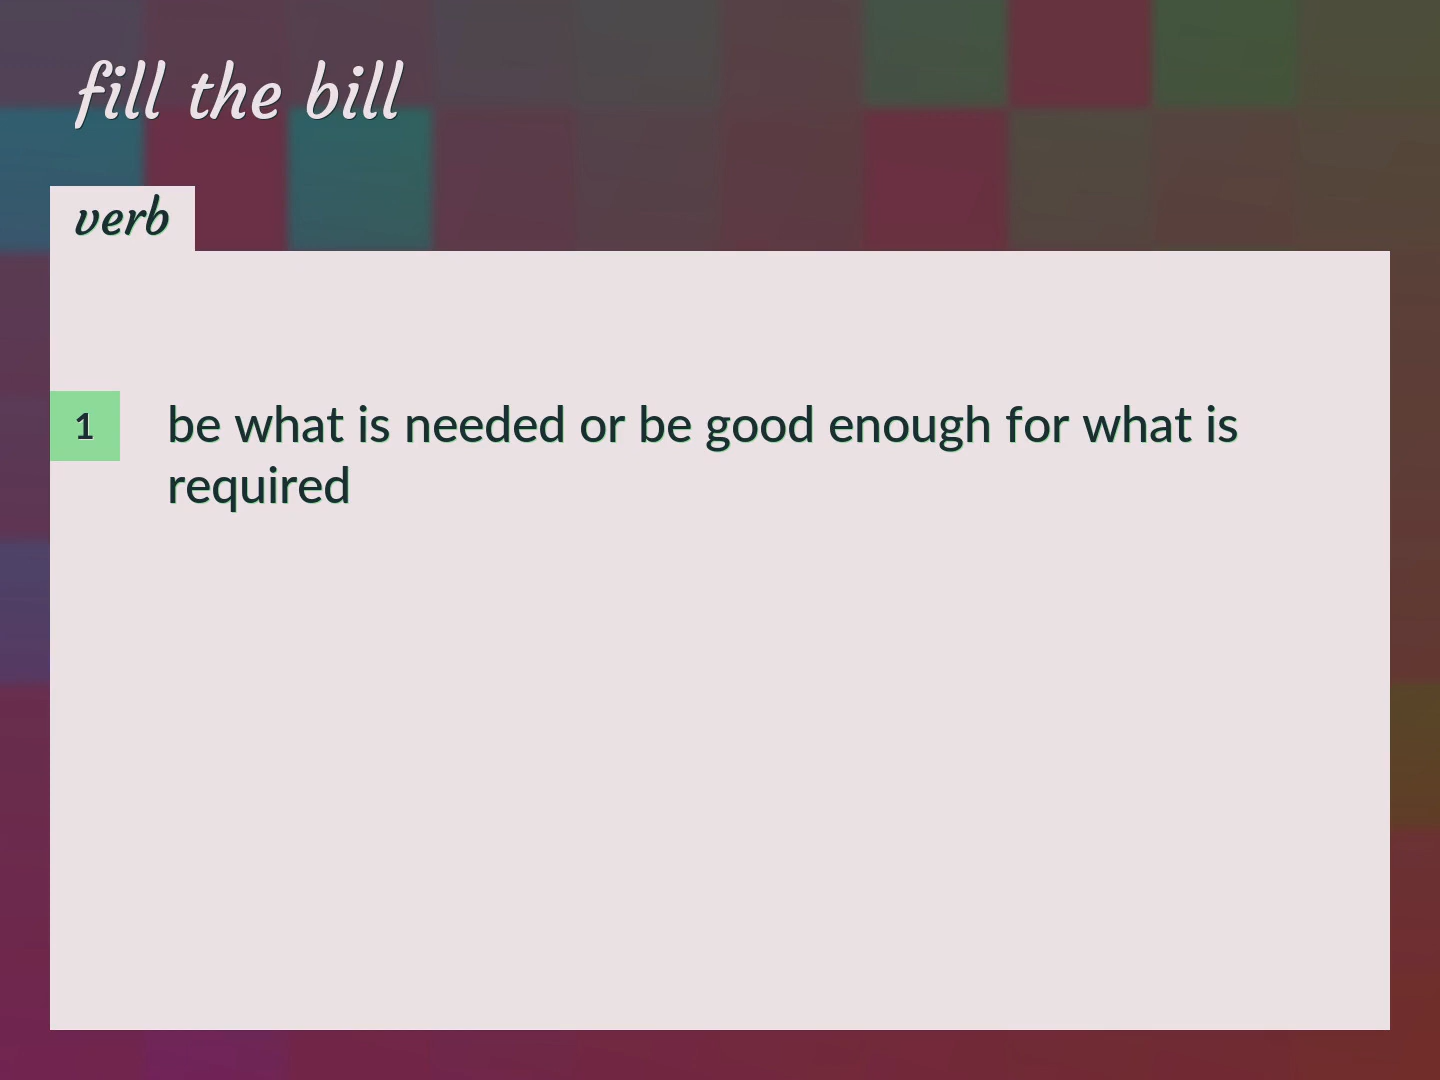 fill the bill
verb
1 be what is needed or be good enough for what is
required